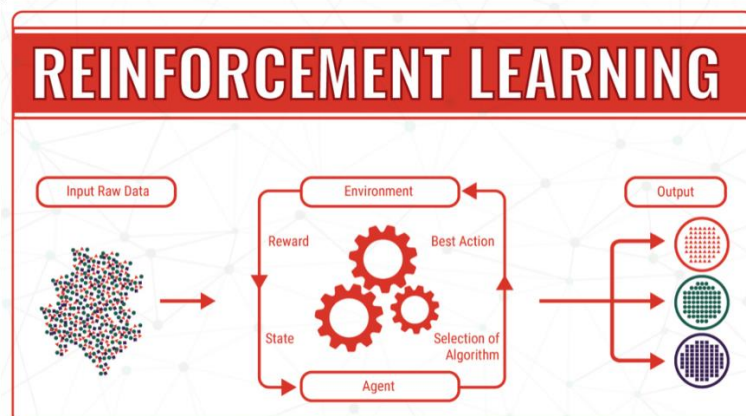 REINFORCEMENT LEARNING
Input Raw Data
Environment
Output
Reward
Best Action
State
Selection of
Algorithm
Agent